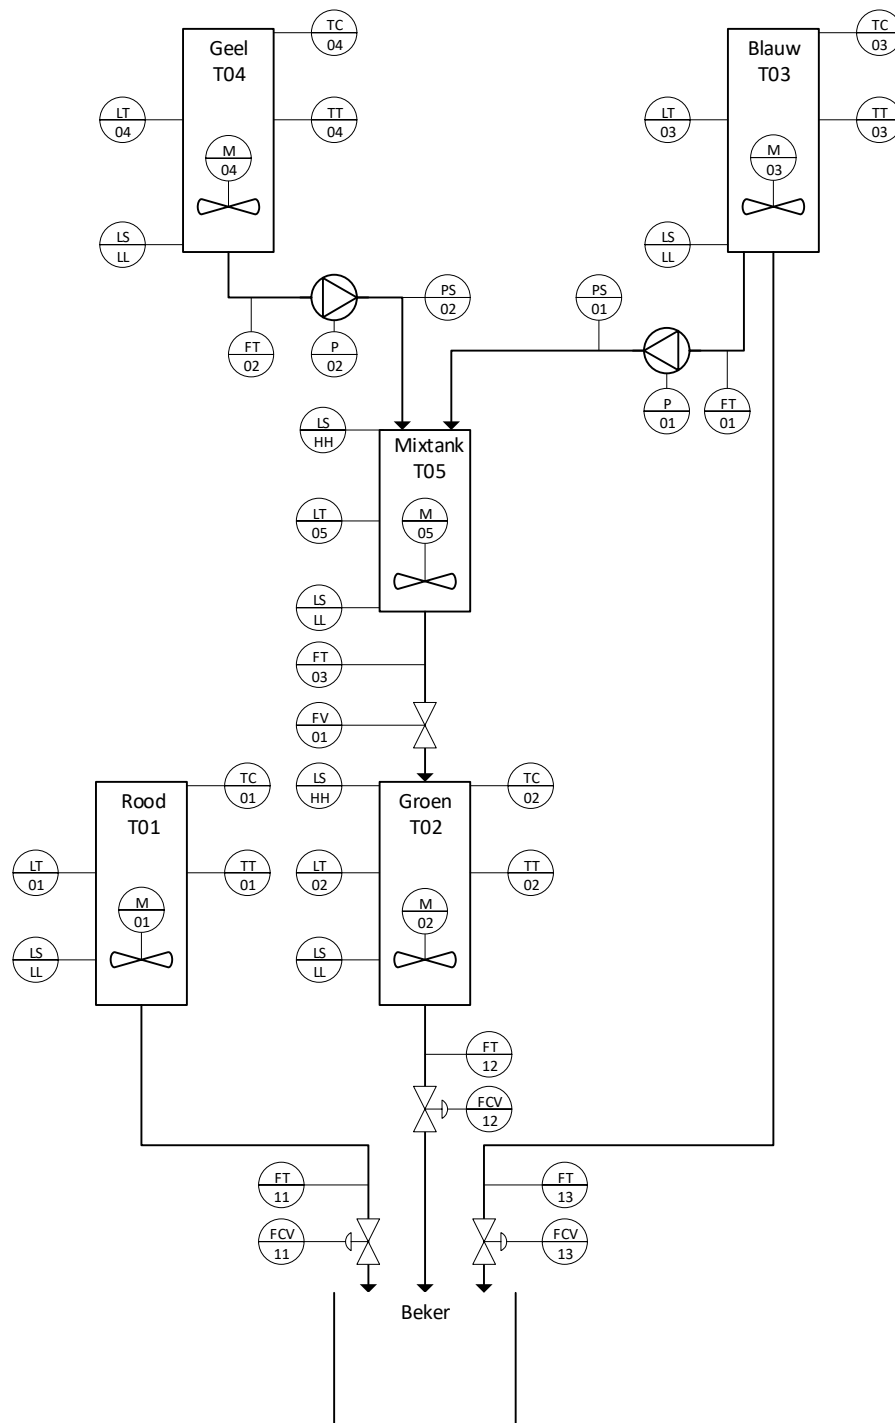 Geel
T04
TC
04
LT
04
TT
04
M
04
LS
LL
Blauw
T03
TC
03
LT
03
TT
03
M
03
LS
LL
FT
02
P
02
PS
02
PS
01
P
01
FT
01
LS
HH
Mixtank
T05
LT
05
M
05
LS
LL
FT
03
FV
01
Rood
T01
TC
01
LT
01
TT
01
M
01
LS
LL
LS
HH
Groen
T02
TC
02
LT
02
TT
02
M
02
LS
LL
FT
12
FCV
12
FT
11
FCV
11
FT
13
FCV
13
Beker